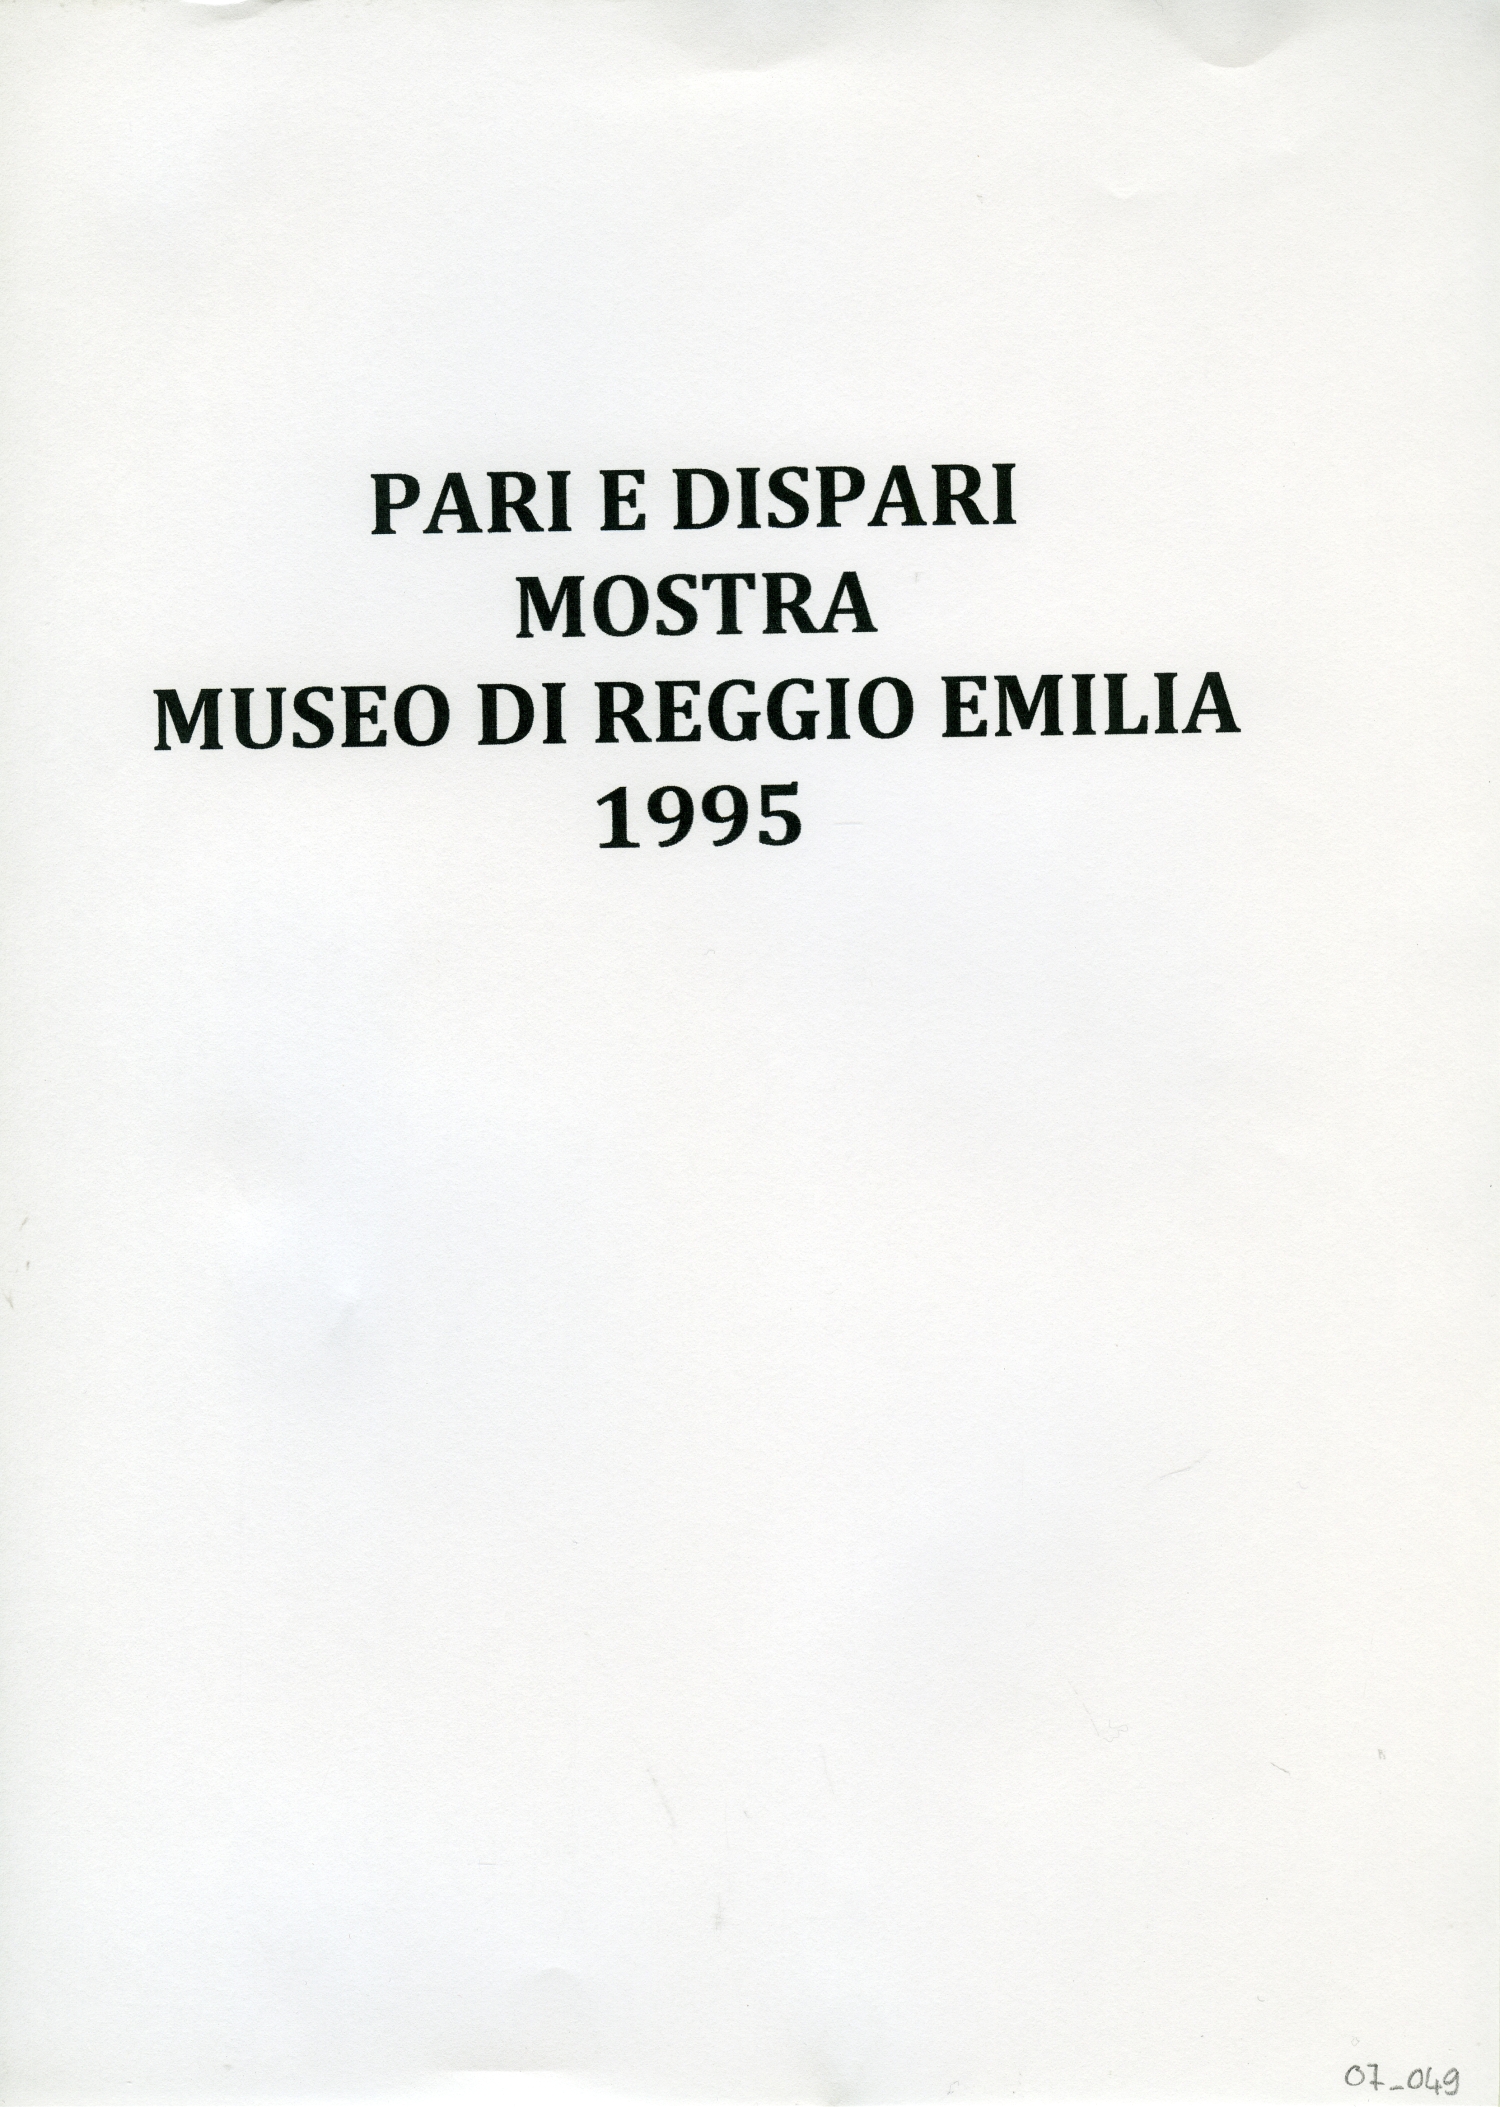 PARI E DISPARI
MOSTRA
MUSEO DI REGGIO EMILIA
1995
07_049